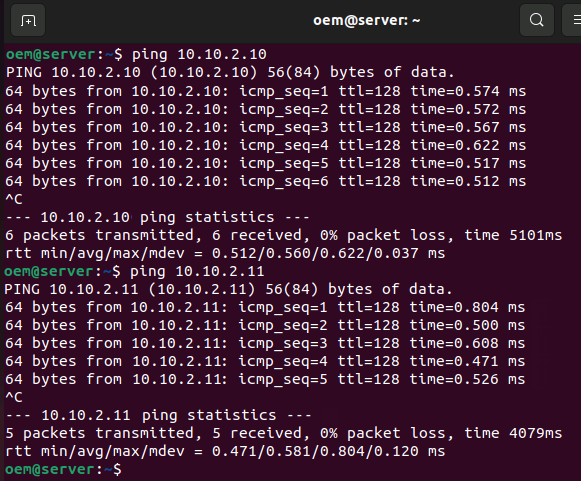 oem@server: ~
oem@server:~$ ping 10.10.2.10
PING 10.10.2.10 (10.10.2.10) 56(84) bytes of data.
64 bytes from 10.10.2.10: icmp_seq=1 ttl=128 time=0.574 ms
64 bytes from 10.10.2.10: icmp_seq=2 ttl=128 time=0.572 ms
64 bytes from 10.10.2.10: icmp_seq=3 ttl=128 time=0.567 ms
64 bytes from 10.10.2.10: icmp_seq=4 ttl=128 time=0.622 ms
64 bytes from 10.10.2.10: icmp_seq=5 ttl=128 time=0.517 ms
64 bytes from 10.10.2.10: icmp_seq=6 ttl=128 time=0.512 ms
^C
--- 10.10.2.10 ping statistics ---
6 packets transmitted, 6 received, 0% packet loss, time 5101ms
rtt min/avg/max/mdev = 0.512/0.560/0.622/0.037 ms
oem@server:~$ ping 10.10.2.11
PING 10.10.2.11 (10.10.2.11) 56(84) bytes of data.
64 bytes from 10.10.2.11: icmp_seq=1 ttl=128 time=0.804 ms
64 bytes from 10.10.2.11: icmp_seq=2 ttl=128 time=0.500 ms
64 bytes from 10.10.2.11: icmp_seq=3 ttl=128 time=0.608 ms
64 bytes from 10.10.2.11: icmp_seq=4 ttl=128 time=0.471 ms
64 bytes from 10.10.2.11: icmp_seq=5 ttl=128 time=0.526 ms
^C
--- 10.10.2.11 ping statistics ---
5 packets transmitted, 5 received, 0% packet loss, time 4079ms
rtt min/avg/max/mdev = 0.471/0.581/0.804/0.120 ms
oem@server:~$